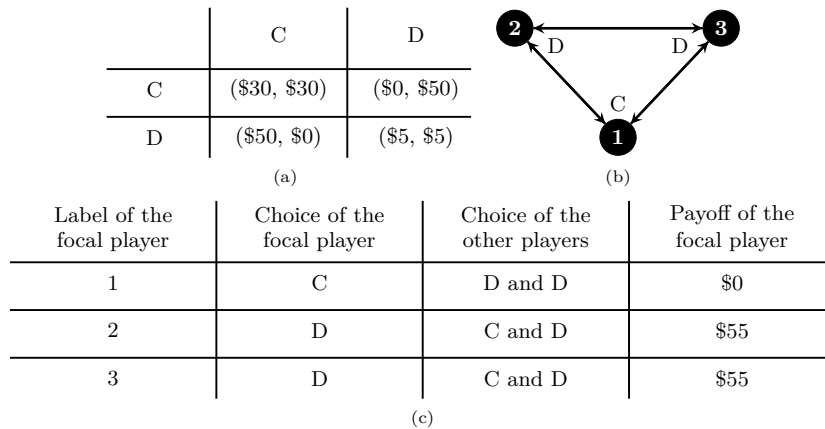 C D
C ($30, $30) ($0, $50)
D ($50, $0) ($5, $5)
(a)
2 3
D D
C
1
(b)
Label of the focal player Choice of the focal player Choice of the other players Payoff of the focal player
1 C D and D $0
2 D C and D $55
3 D C and D $55
(c)